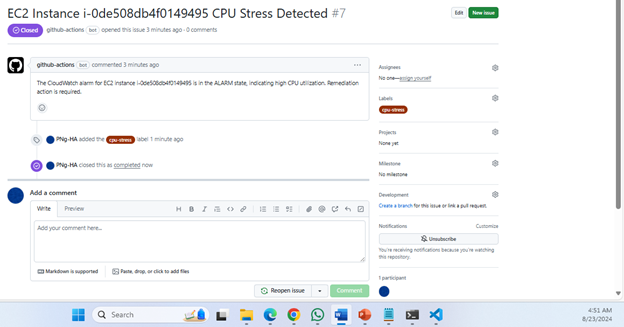 EC2 Instance i-0de508db4f0149495 CPU Stress Detected #7
Edit
New issue
Closed
github-actions bot opened this issue 3 minutes ago · 0 comments
github-actions bot commented 3 minutes ago
The CloudWatch alarm for EC2 instance i-0de508db4f0149495 is in the ALARM state, indicating high CPU utilization. Remediation
action is required.
PNg-HA added the cpu-stress label 1 minute ago
PNg-HA closed this as completed now
Add a comment
Write
Preview
Add your comment here...
Markdown is supported
Paste, drop, or click to add files
Reopen issue
Comment
Assignees
No one—assign yourself
Labels
cpu-stress
Projects
None yet
Milestone
No milestone
Development
Create a branch for this issue or link a pull request.
Notifications
Customize
Unsubscribe
You're receiving notifications because you're watching
this repository.
1 participant
Search
4:51 AM
8/23/2024